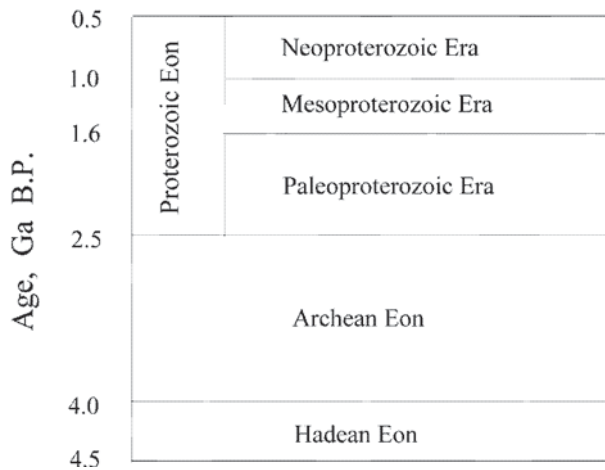 0.5
Neoproterozoic Era
1.0
Mesoproterozoic Era
1.6
Proterozoic Eon
Paleoproterozoic Era
2.5
Age, Ga B.P.
Archean Eon
4.0
Hadean Eon
4.5